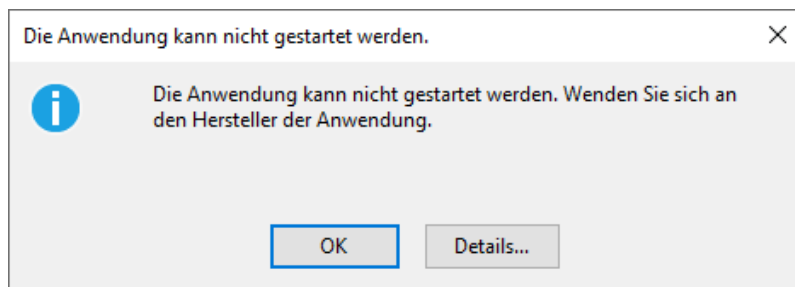 Die Anwendung kann nicht gestartet werden.
Die Anwendung kann nicht gestartet werden. Wenden Sie sich an
den Hersteller der Anwendung.
OK
Details...